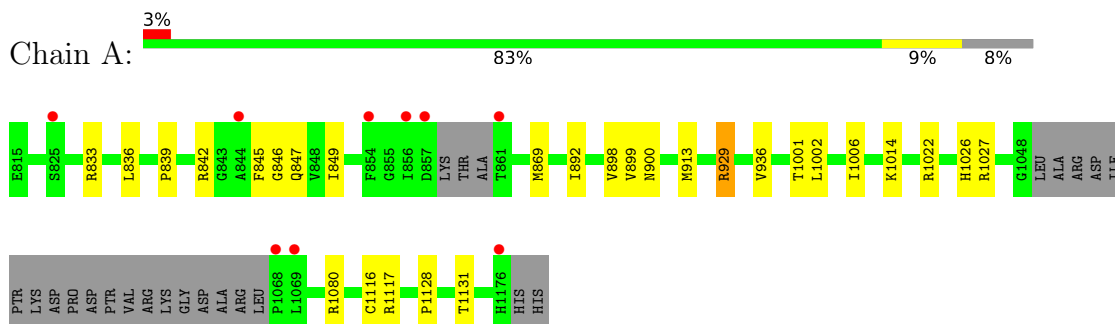 3%
Chain A:
83% 9% 8%
E815 S825 R833 L836 P839 R842 G843 A844 F845 G846 Q847 V848 I849 F854 G855 I856 D857 LYS THR ALA T861 M869 I892 V898 V899 N900 M913 R929 V936 T1001 L1002 I1006 K1014 R1022 H1026 R1027 G1048 LEU ALA ARG ASP ILE
PTR LYS ASP PRO ASP PTR VAL ARG LYS GLY ASP ALA ARG LEU P1068 L1069 R1080 C1116 R1117 P1128 T1131 H1176 HIS HIS